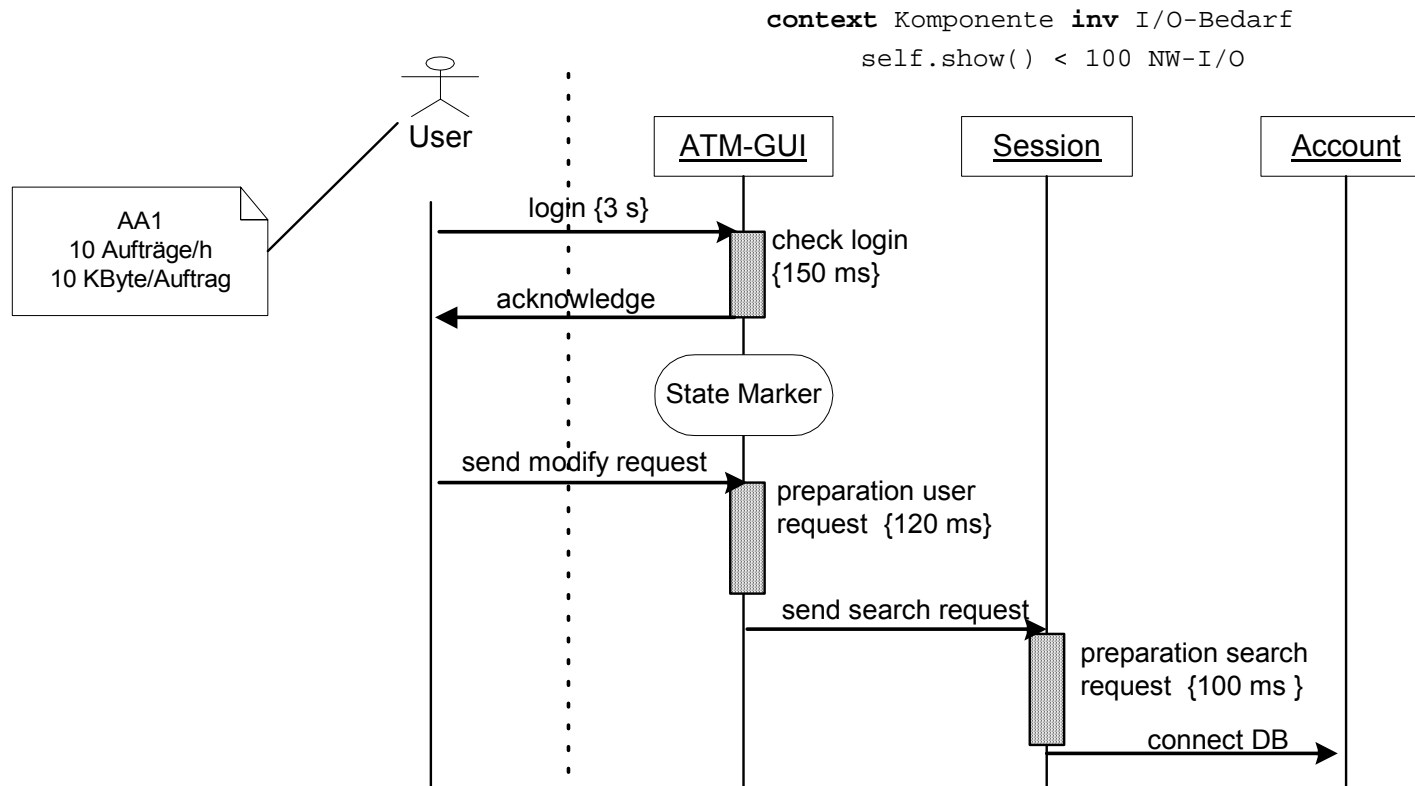 context Komponente inv I/O-Bedarf
self.show() < 100 NW-I/O
User
ATM-GUI
Session
Account
AA1
10 Aufträge/h
10 KByte/Auftrag
login {3 s}
check login
{150 ms}
acknowledge
State Marker
send modify request
preparation user
request {120 ms}
send search request
preparation search
request {100 ms }
connect DB